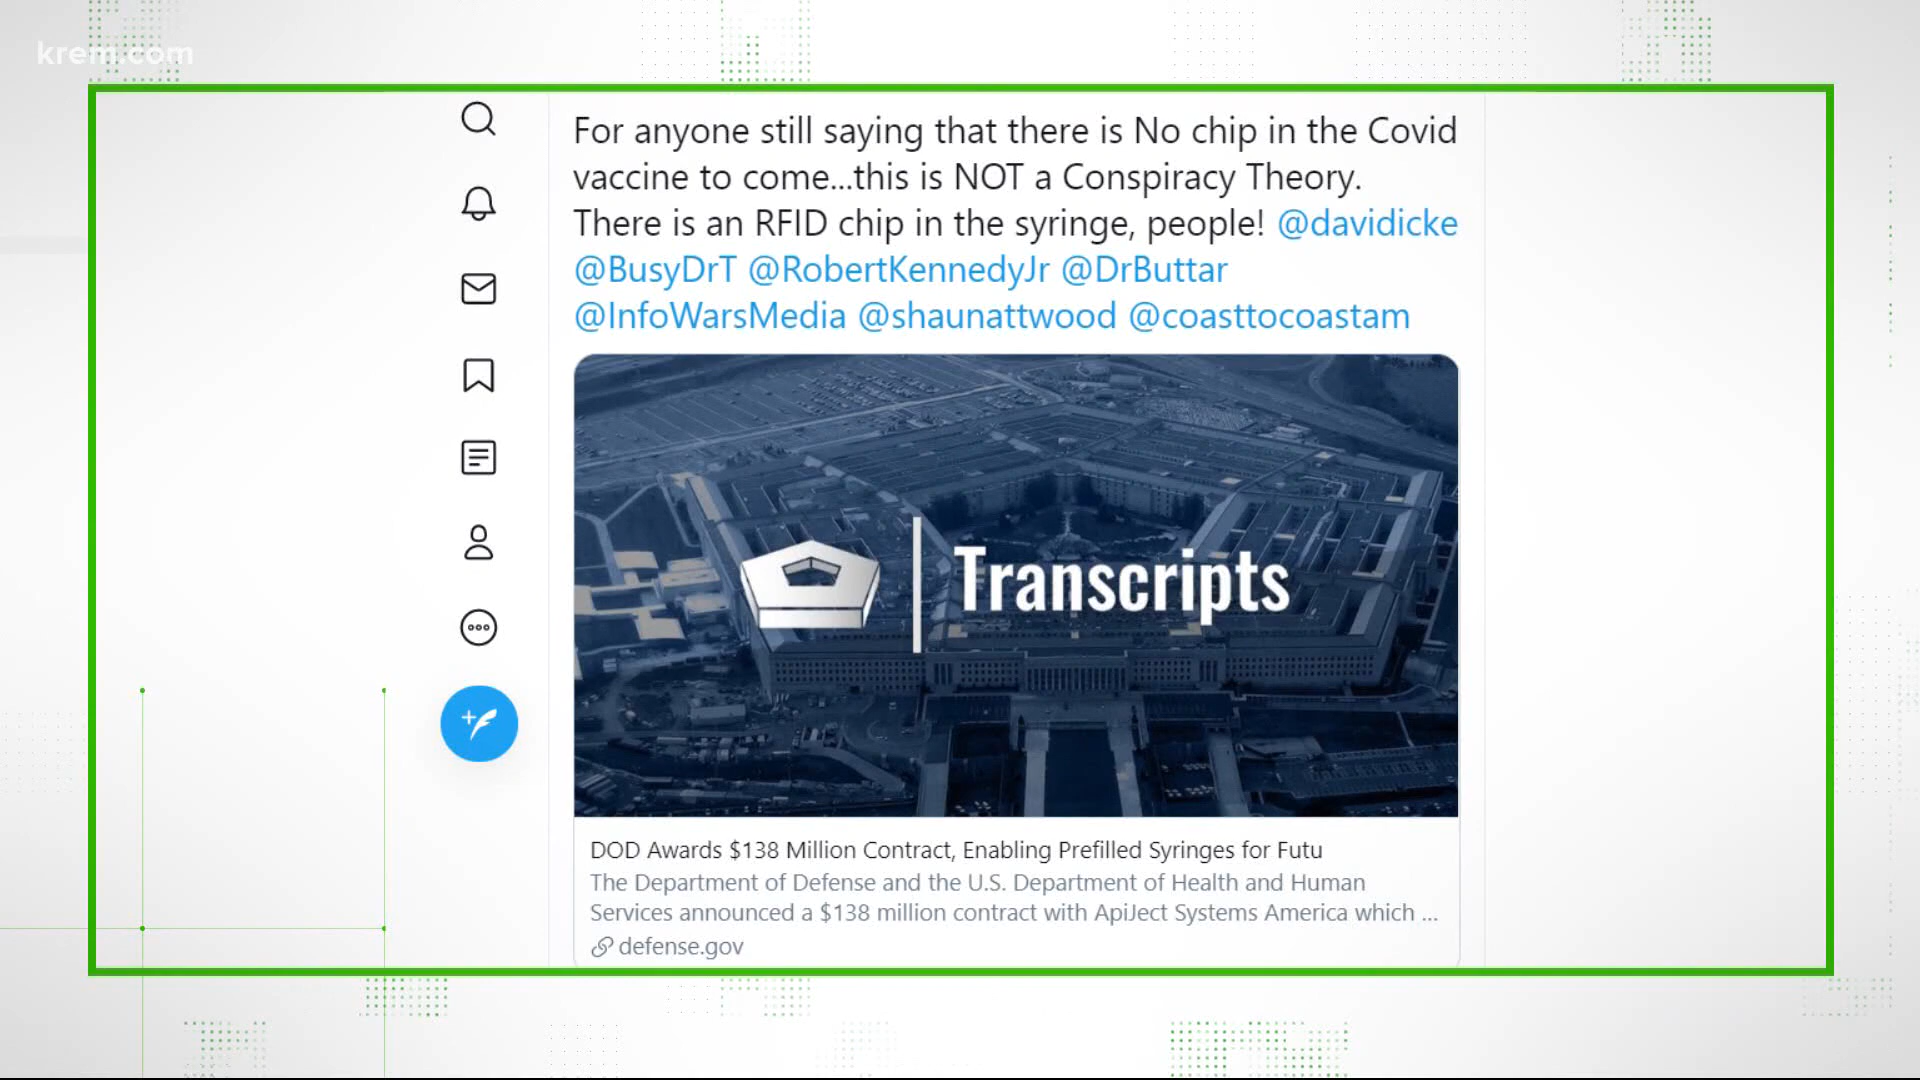 krem.com
For anyone still saying that there is No chip in the Covid
vaccine to come...this is NOT a Conspiracy Theory.
There is an RFID chip in the syringe, people! @davidicke
@BusyDrT @RobertKennedyJr @DrButtar
@InfoWarsMedia @shaunattwood @coasttocoastam
Transcripts
DOD Awards $138 Million Contract, Enabling Prefilled Syringes for Futu
The Department of Defense and the U.S. Department of Health and Human
Services announced a $138 million contract with ApiJect Systems America which ...
defense.gov